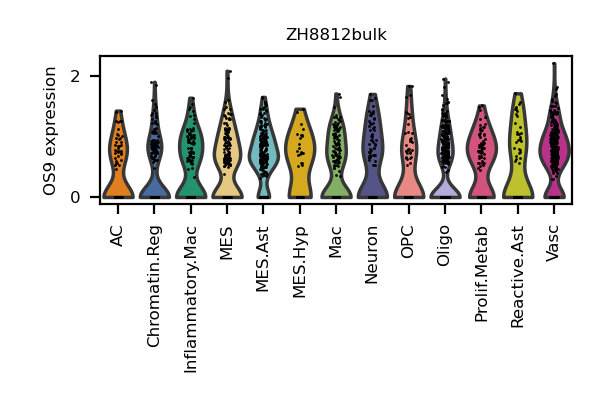 ZH8812bulk
OS9 expression
2
0
AC
Chromatin.Reg
Inflammatory.Mac
MES
MES.Ast
MES.Hyp
Mac
Neuron
OPC
Oligo
Prolif.Metab
Reactive.Ast
Vasc